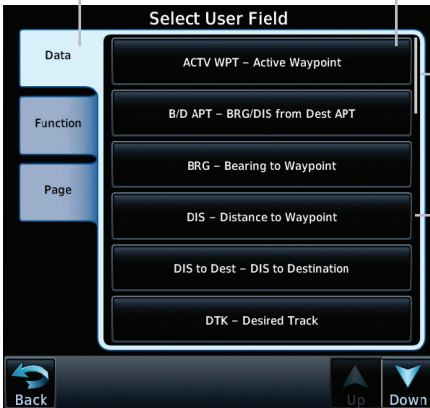 Select User Field
Data
ACTV WPT – Active Waypoint
B/D APT – BRG/DIS from Dest APT
Function
BRG – Bearing to Waypoint
Page
DIS – Distance to Waypoint
DIS to Dest – DIS to Destination
DTK – Desired Track
Back
Up
Down